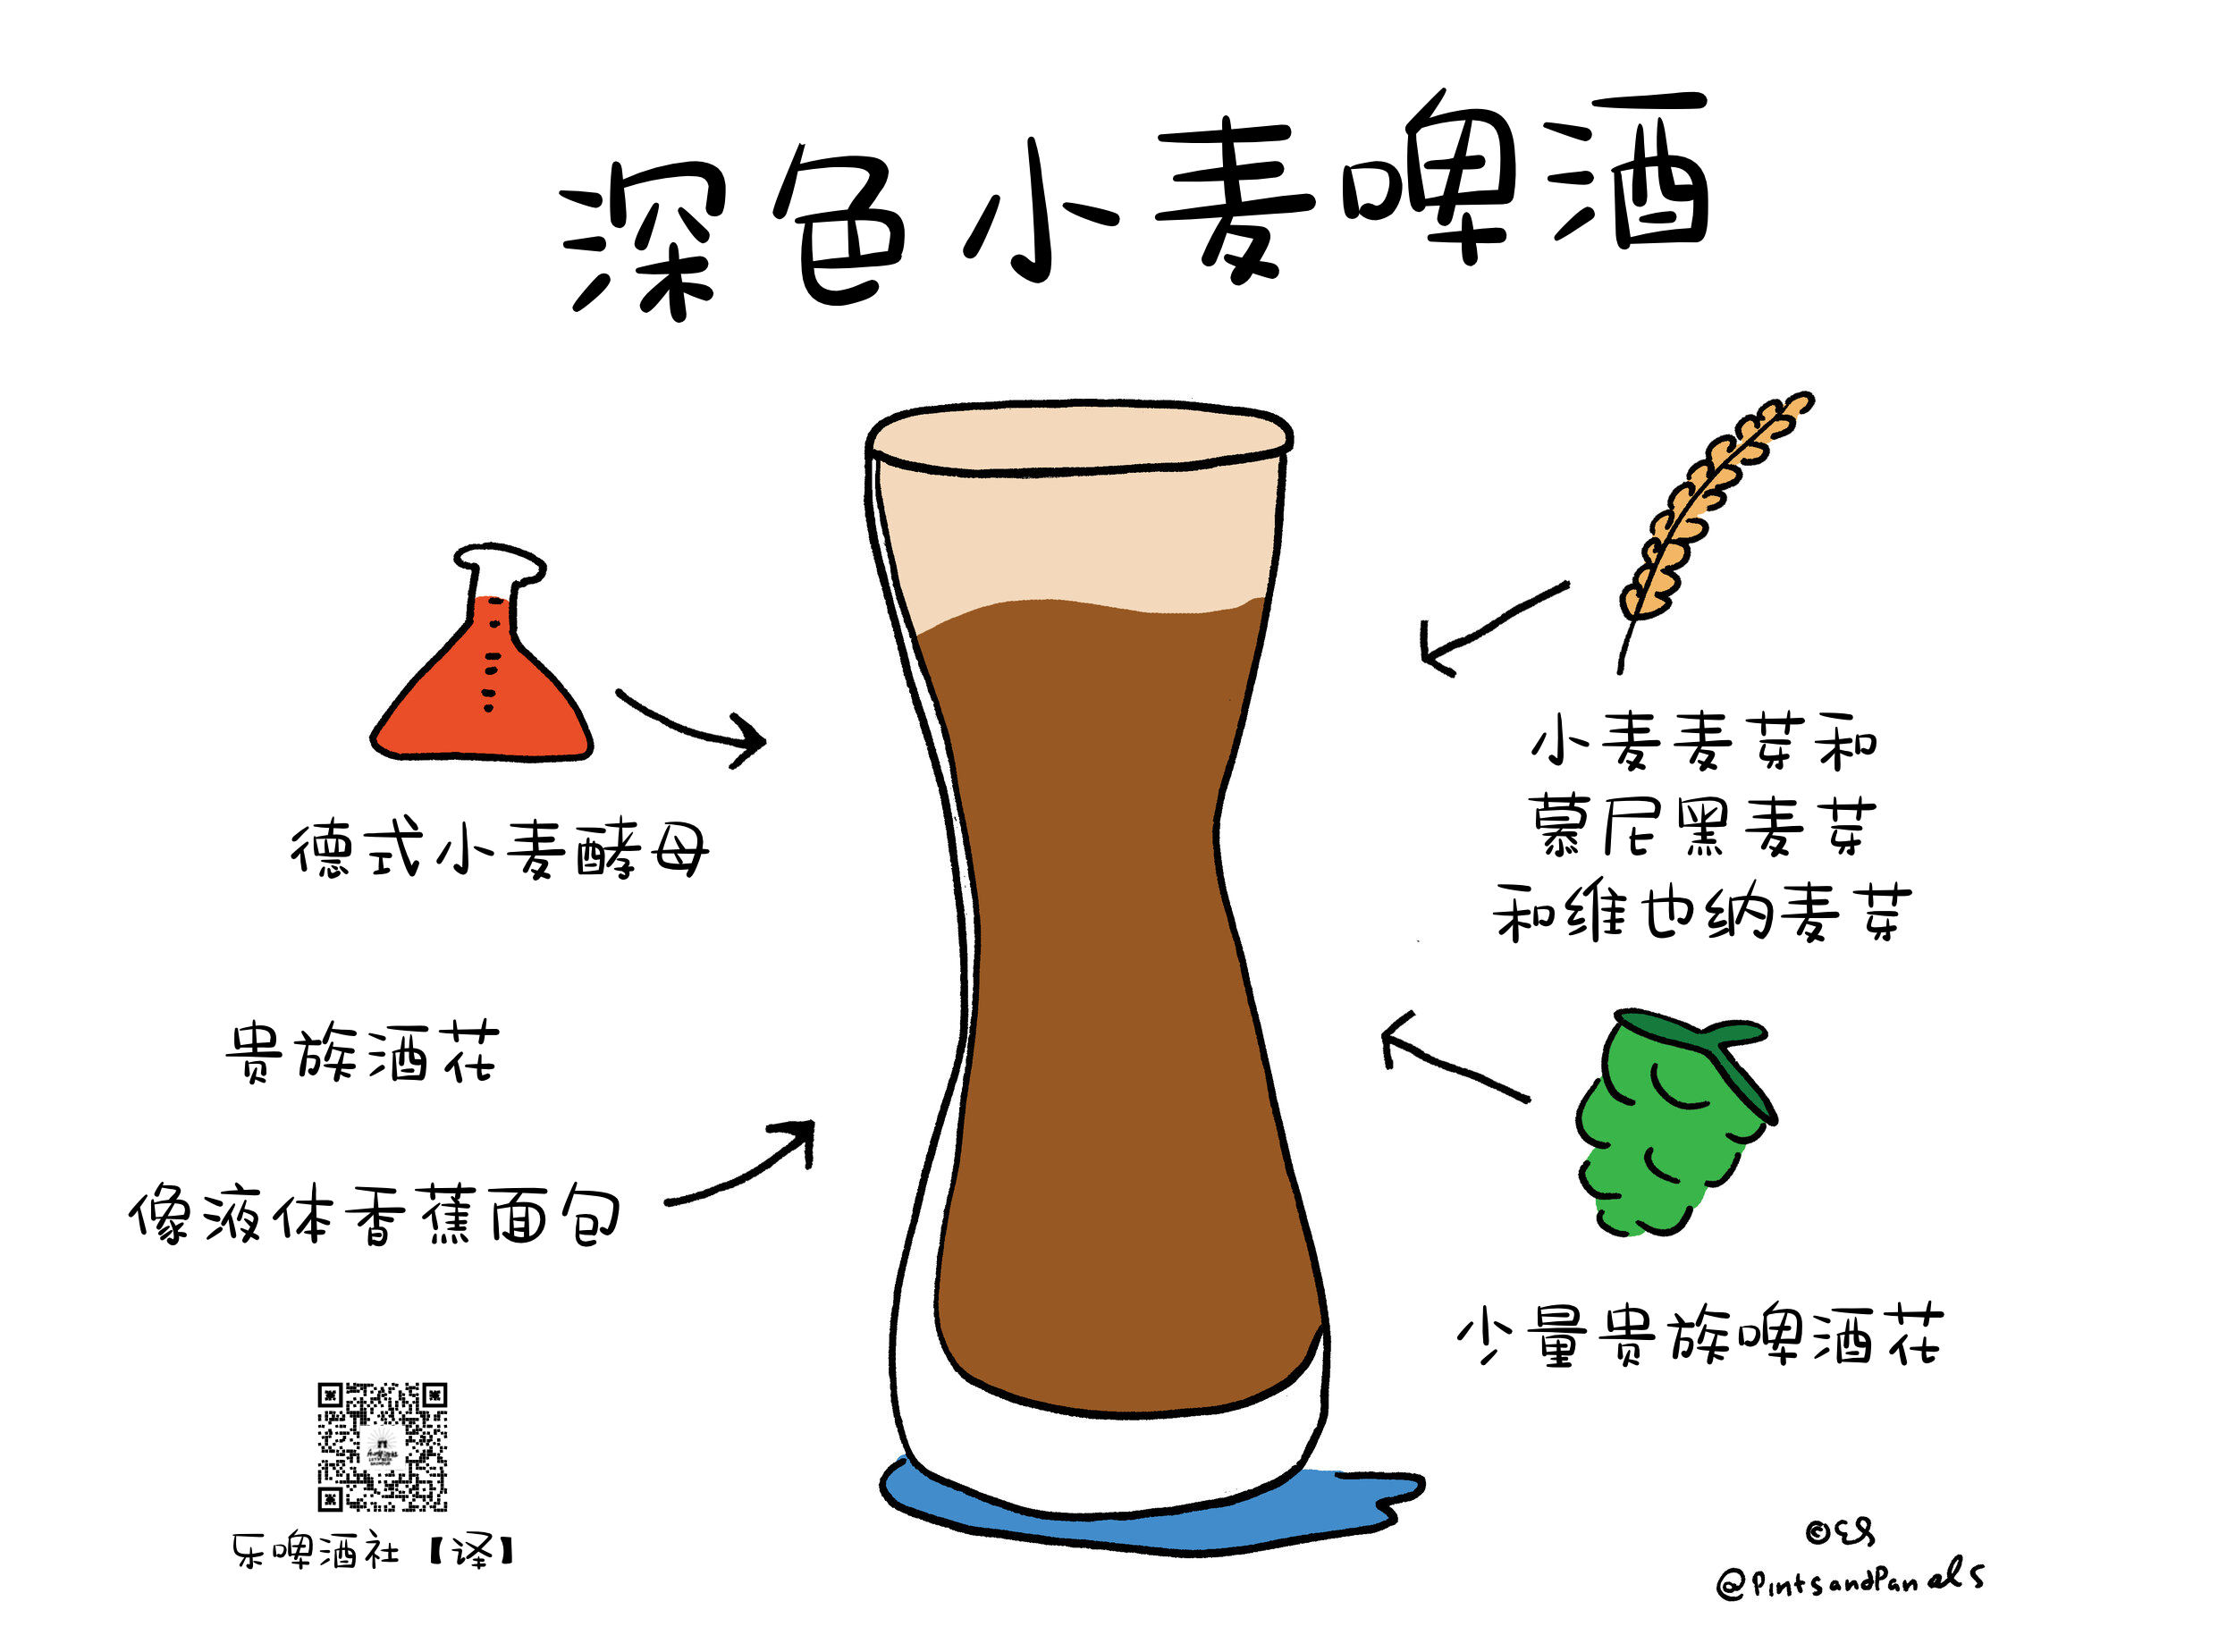 深色小麦啤酒
德式小麦酵母
小麦麦芽和
慕尼黑麦芽
和维也纳麦芽
贵族酒花
像液体香蕉面包
少量贵族啤酒花
乐啤酒社【译】
@PintsandPanels